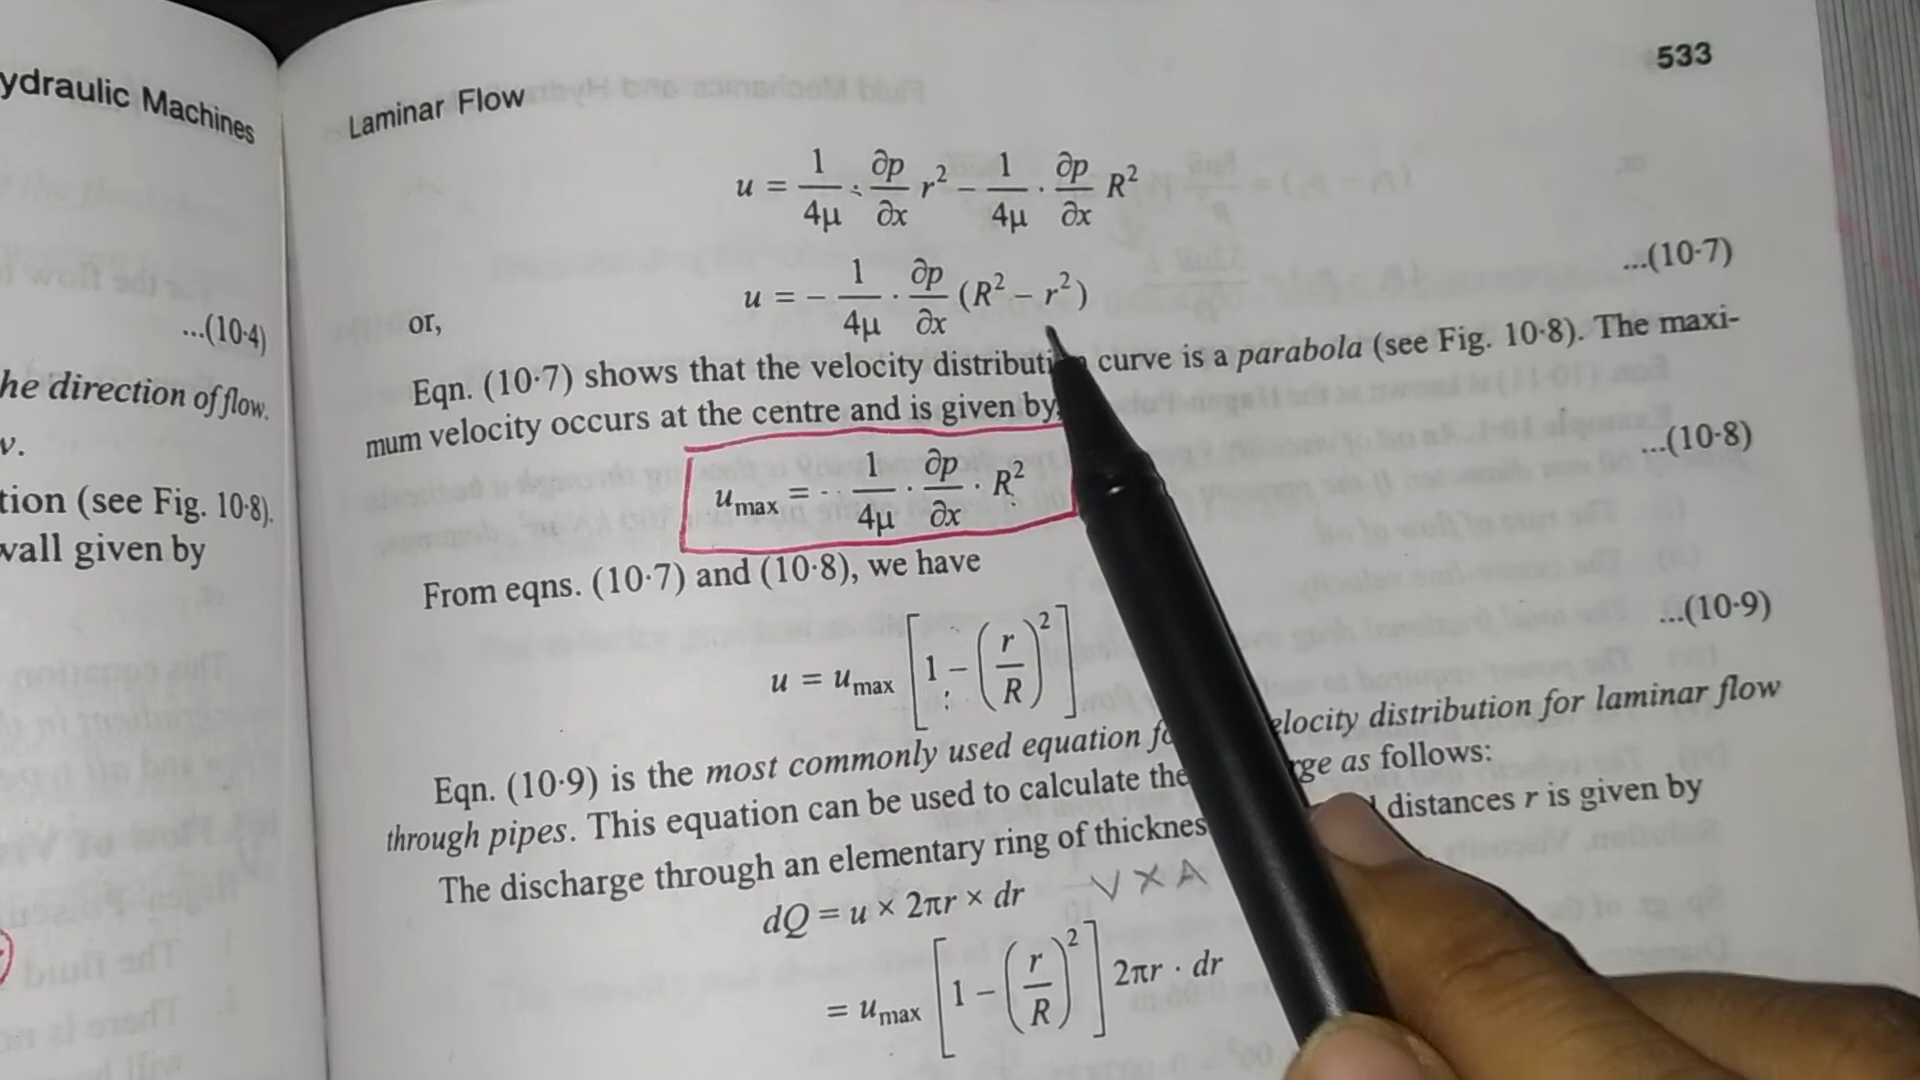 ydraulic Machines
...(10·4)
he direction of flow.
v.
tion (see Fig. 10·8).
wall given by
Laminar Flow
533
u = 1/4μ · ∂p/∂x r² − 1/4μ · ∂p/∂x R²
or, u = − 1/4μ · ∂p/∂x (R² − r²) ...(10·7)
Eqn. (10·7) shows that the velocity distributi curve is a parabola (see Fig. 10·8). The maxi-
mum velocity occurs at the centre and is given by
u_max = − 1/4μ · ∂p/∂x · R² ...(10·8)
From eqns. (10·7) and (10·8), we have
u = u_max [1 − (r/R)²] ...(10·9)
Eqn. (10·9) is the most commonly used equation fo elocity distribution for laminar flow
through pipes. This equation can be used to calculate the rge as follows:
The discharge through an elementary ring of thicknes distances r is given by
dQ = u × 2πr × dr V X A
= u_max [1 − (r/R)²] 2πr · dr